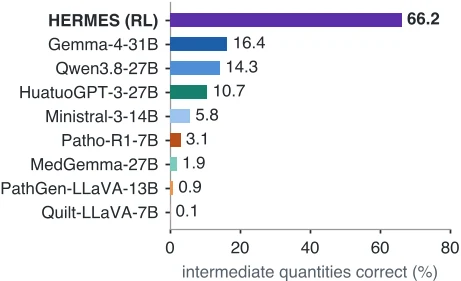 HERMES (RL) 66.2
Gemma-4-31B 16.4
Qwen3.8-27B 14.3
HuatuoGPT-3-27B 10.7
Ministral-3-14B 5.8
Patho-R1-7B 3.1
MedGemma-27B 1.9
PathGen-LLaVA-13B 0.9
Quilt-LLaVA-7B 0.1
0 20 40 60 80
intermediate quantities correct (%)